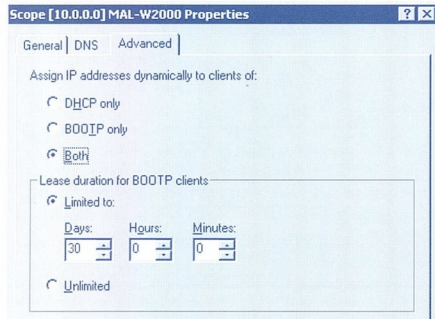 Scope [10.0.0.0] MAL-W2000 Properties
General DNS Advanced
Assign IP addresses dynamically to clients of:
DHCP only
BOOTP only
Both
Lease duration for BOOTP clients
Limited to:
Days: Hours: Minutes:
30 0 0
Unlimited